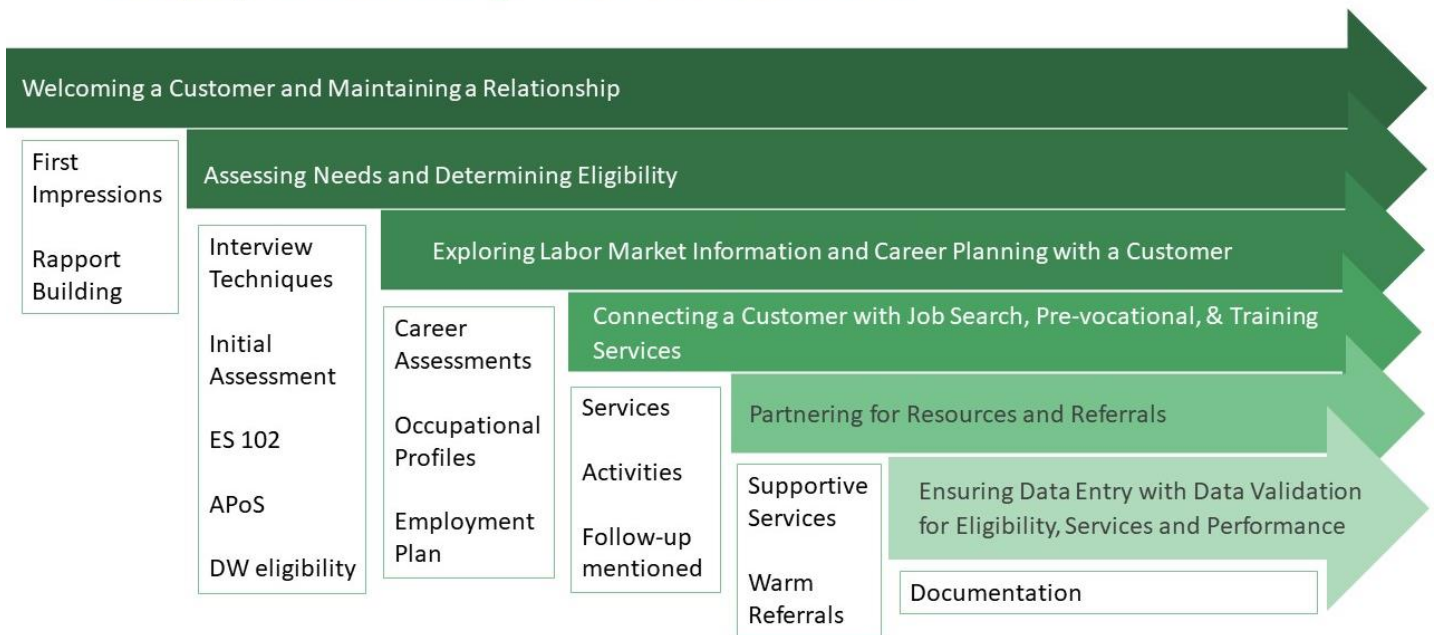 Welcoming a Customer and Maintaining a Relationship
First
Impressions
Rapport
Building
Assessing Needs and Determining Eligibility
Interview
Techniques
Initial
Assessment
ES 102
APoS
DW eligibility
Exploring Labor Market Information and Career Planning with a Customer
Career
Assessments
Occupational
Profiles
Employment
Plan
Connecting a Customer with Job Search, Pre-vocational, & Training
Services
Services
Activities
Follow-up
mentioned
Partnering for Resources and Referrals
Supportive
Services
Warm
Referrals
Ensuring Data Entry with Data Validation
for Eligibility, Services and Performance
Documentation